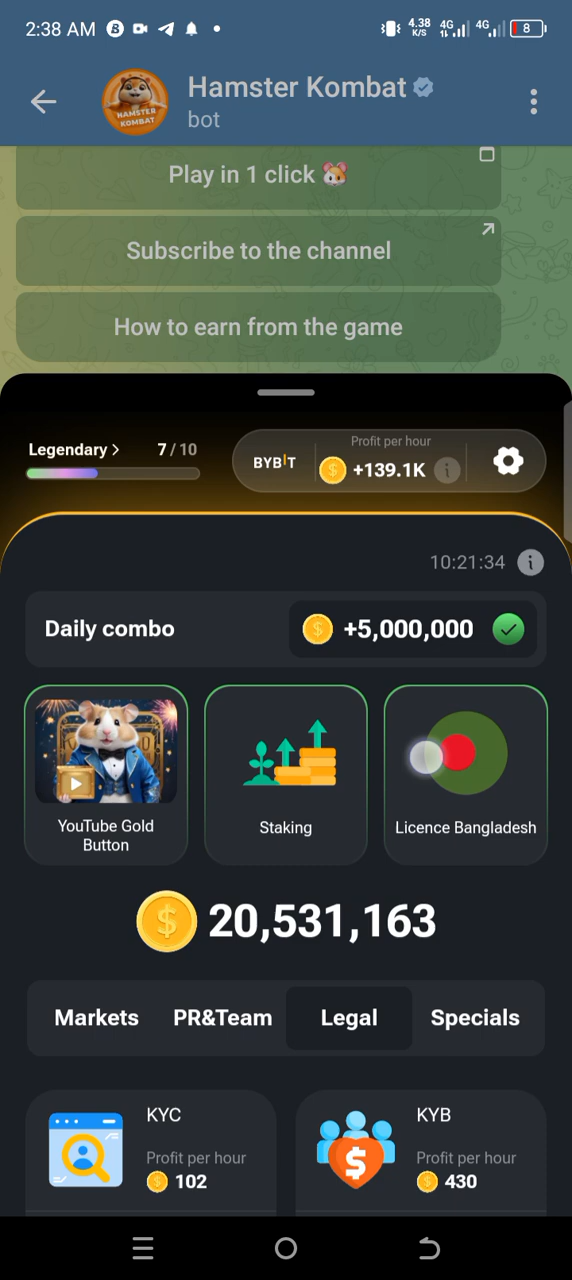 2:38 AM
4.38 K/S 4G 4G 8
HAMSTER KOMBAT
Hamster Kombat
bot
Play in 1 click 🐹
Subscribe to the channel
How to earn from the game
Legendary > 7 / 10
BYBIT
Profit per hour
+139.1K
10:21:34
Daily combo
+5,000,000
YouTube Gold
Button
Staking
Licence Bangladesh
20,531,163
Markets PR&Team Legal Specials
KYC
Profit per hour
102
KYB
Profit per hour
430